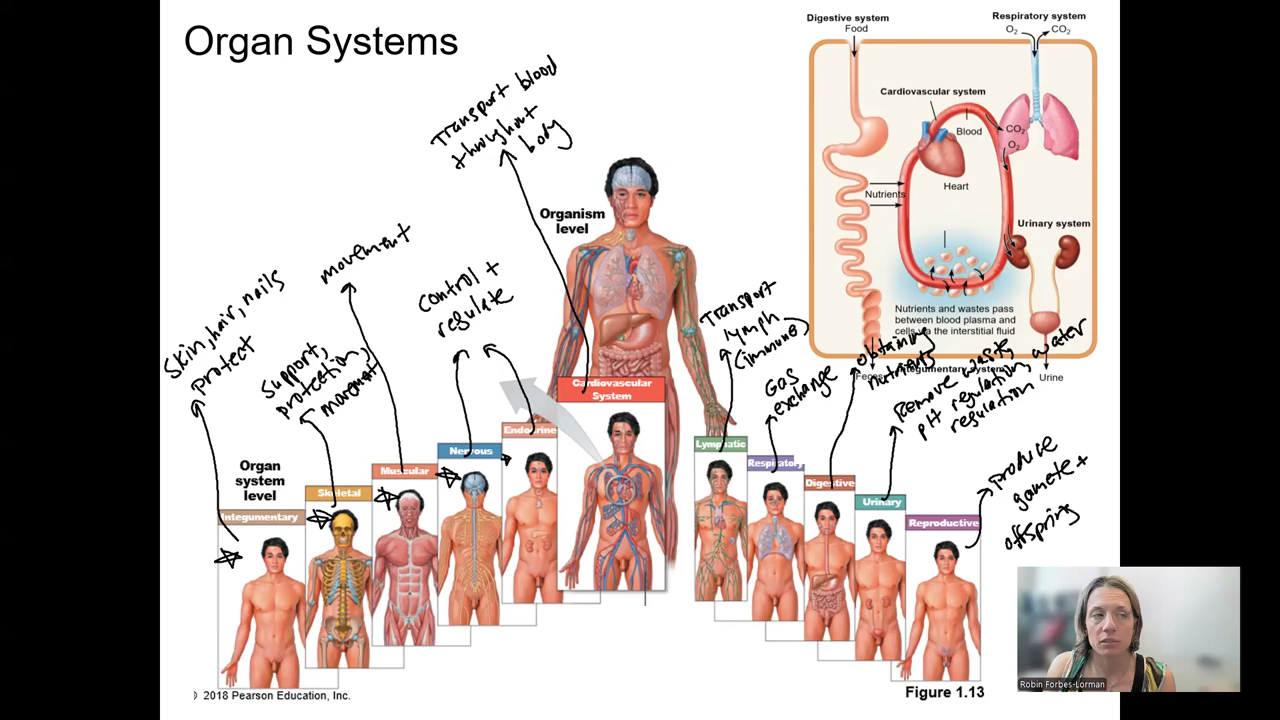 Organ Systems
Transport blood
throughout
body
movement
control +
regulate
Skin, hair, nails
protect
Support,
protection,
movement
Organism
level
Transport
lymph
(immune)
Gas
exchange
obtaining
nutrients
Remove waste,
pH regulation, water
regulation
produce
gamete +
offspring
Digestive system
Food
Respiratory system
O₂
CO₂
Cardiovascular system
Blood
CO₂
O₂
Heart
Nutrients
Urinary system
Nutrients and wastes pass
between blood plasma and
cells via the interstitial fluid
Feces
Integumentary system
Urine
Organ
system
level
Integumentary
Skeletal
Muscular
Nervous
Endocrine
Cardiovascular
System
Lymphatic
Respiratory
Digestive
Urinary
Reproductive
© 2018 Pearson Education, Inc.
Figure 1.13
Robin Forbes-Lorman